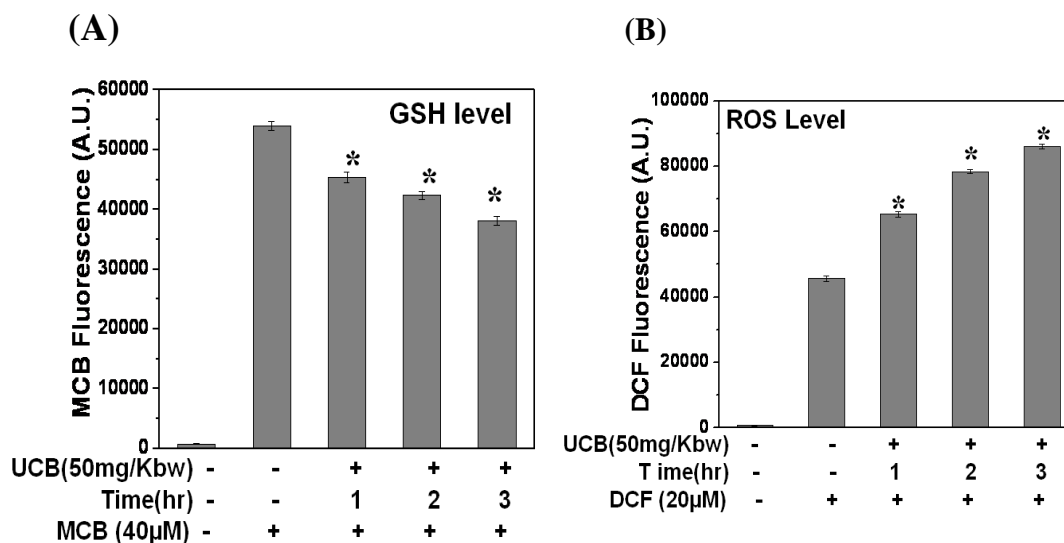 (A)
(B)
GSH level
MCB Fluorescence (A.U.)
60000
50000
40000
30000
20000
10000
0
* * *
UCB(50mg/Kbw) - - + + +
Time(hr) - - 1 2 3
MCB (40µM) - + + + +
ROS Level
DCF Fluorescence (A.U.)
100000
80000
60000
40000
20000
0
* * *
UCB(50mg/Kbw) - - + + +
T ime(hr) - - 1 2 3
DCF (20µM) - + + + +